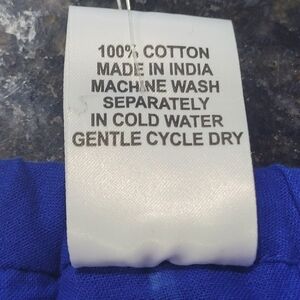 100% COTTON
MADE IN INDIA
MACHINE WASH
SEPARATELY
IN COLD WATER
GENTLE CYCLE DRY